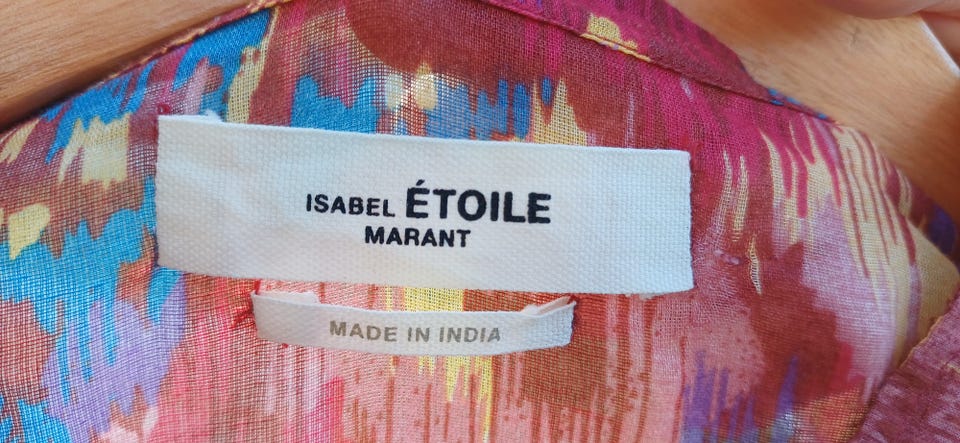 ISABEL ÉTOILE
MARANT
MADE IN INDIA